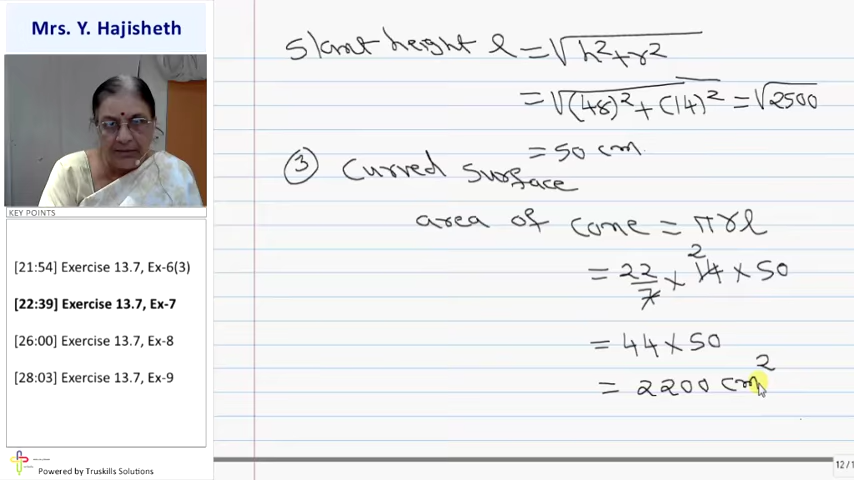 Mrs. Y. Hajisheth
KEY POINTS
[21:54] Exercise 13.7, Ex-6(3)
[22:39] Exercise 13.7, Ex-7
[26:00] Exercise 13.7, Ex-8
[28:03] Exercise 13.7, Ex-9
Powered by Truskills Solutions
Slant height l = √h²+r²
= √(48)²+(14)² = √2500
= 50 cm.
③ Curved surface
area of cone = πrl
= 22/7 × 14 2 × 50
= 44 × 50
= 2200 cm²
12/1